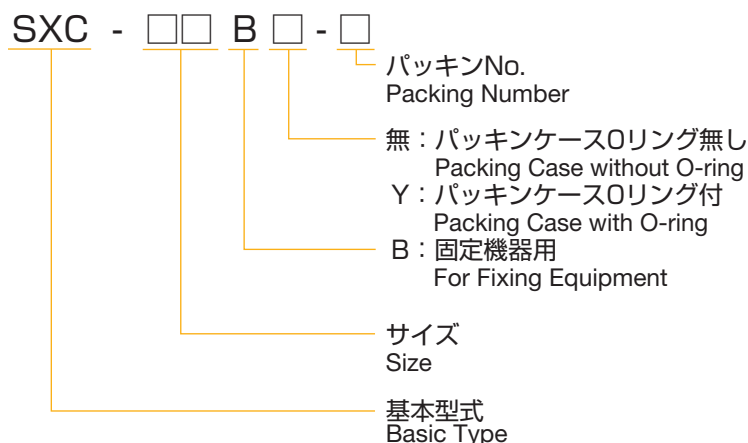 SXC - □□ B □ - □
パッキンNo.
Packing Number
無：パッキンケースOリング無し
Packing Case without O-ring
Y：パッキンケースOリング付
Packing Case with O-ring
B：固定機器用
For Fixing Equipment
サイズ
Size
基本型式
Basic Type